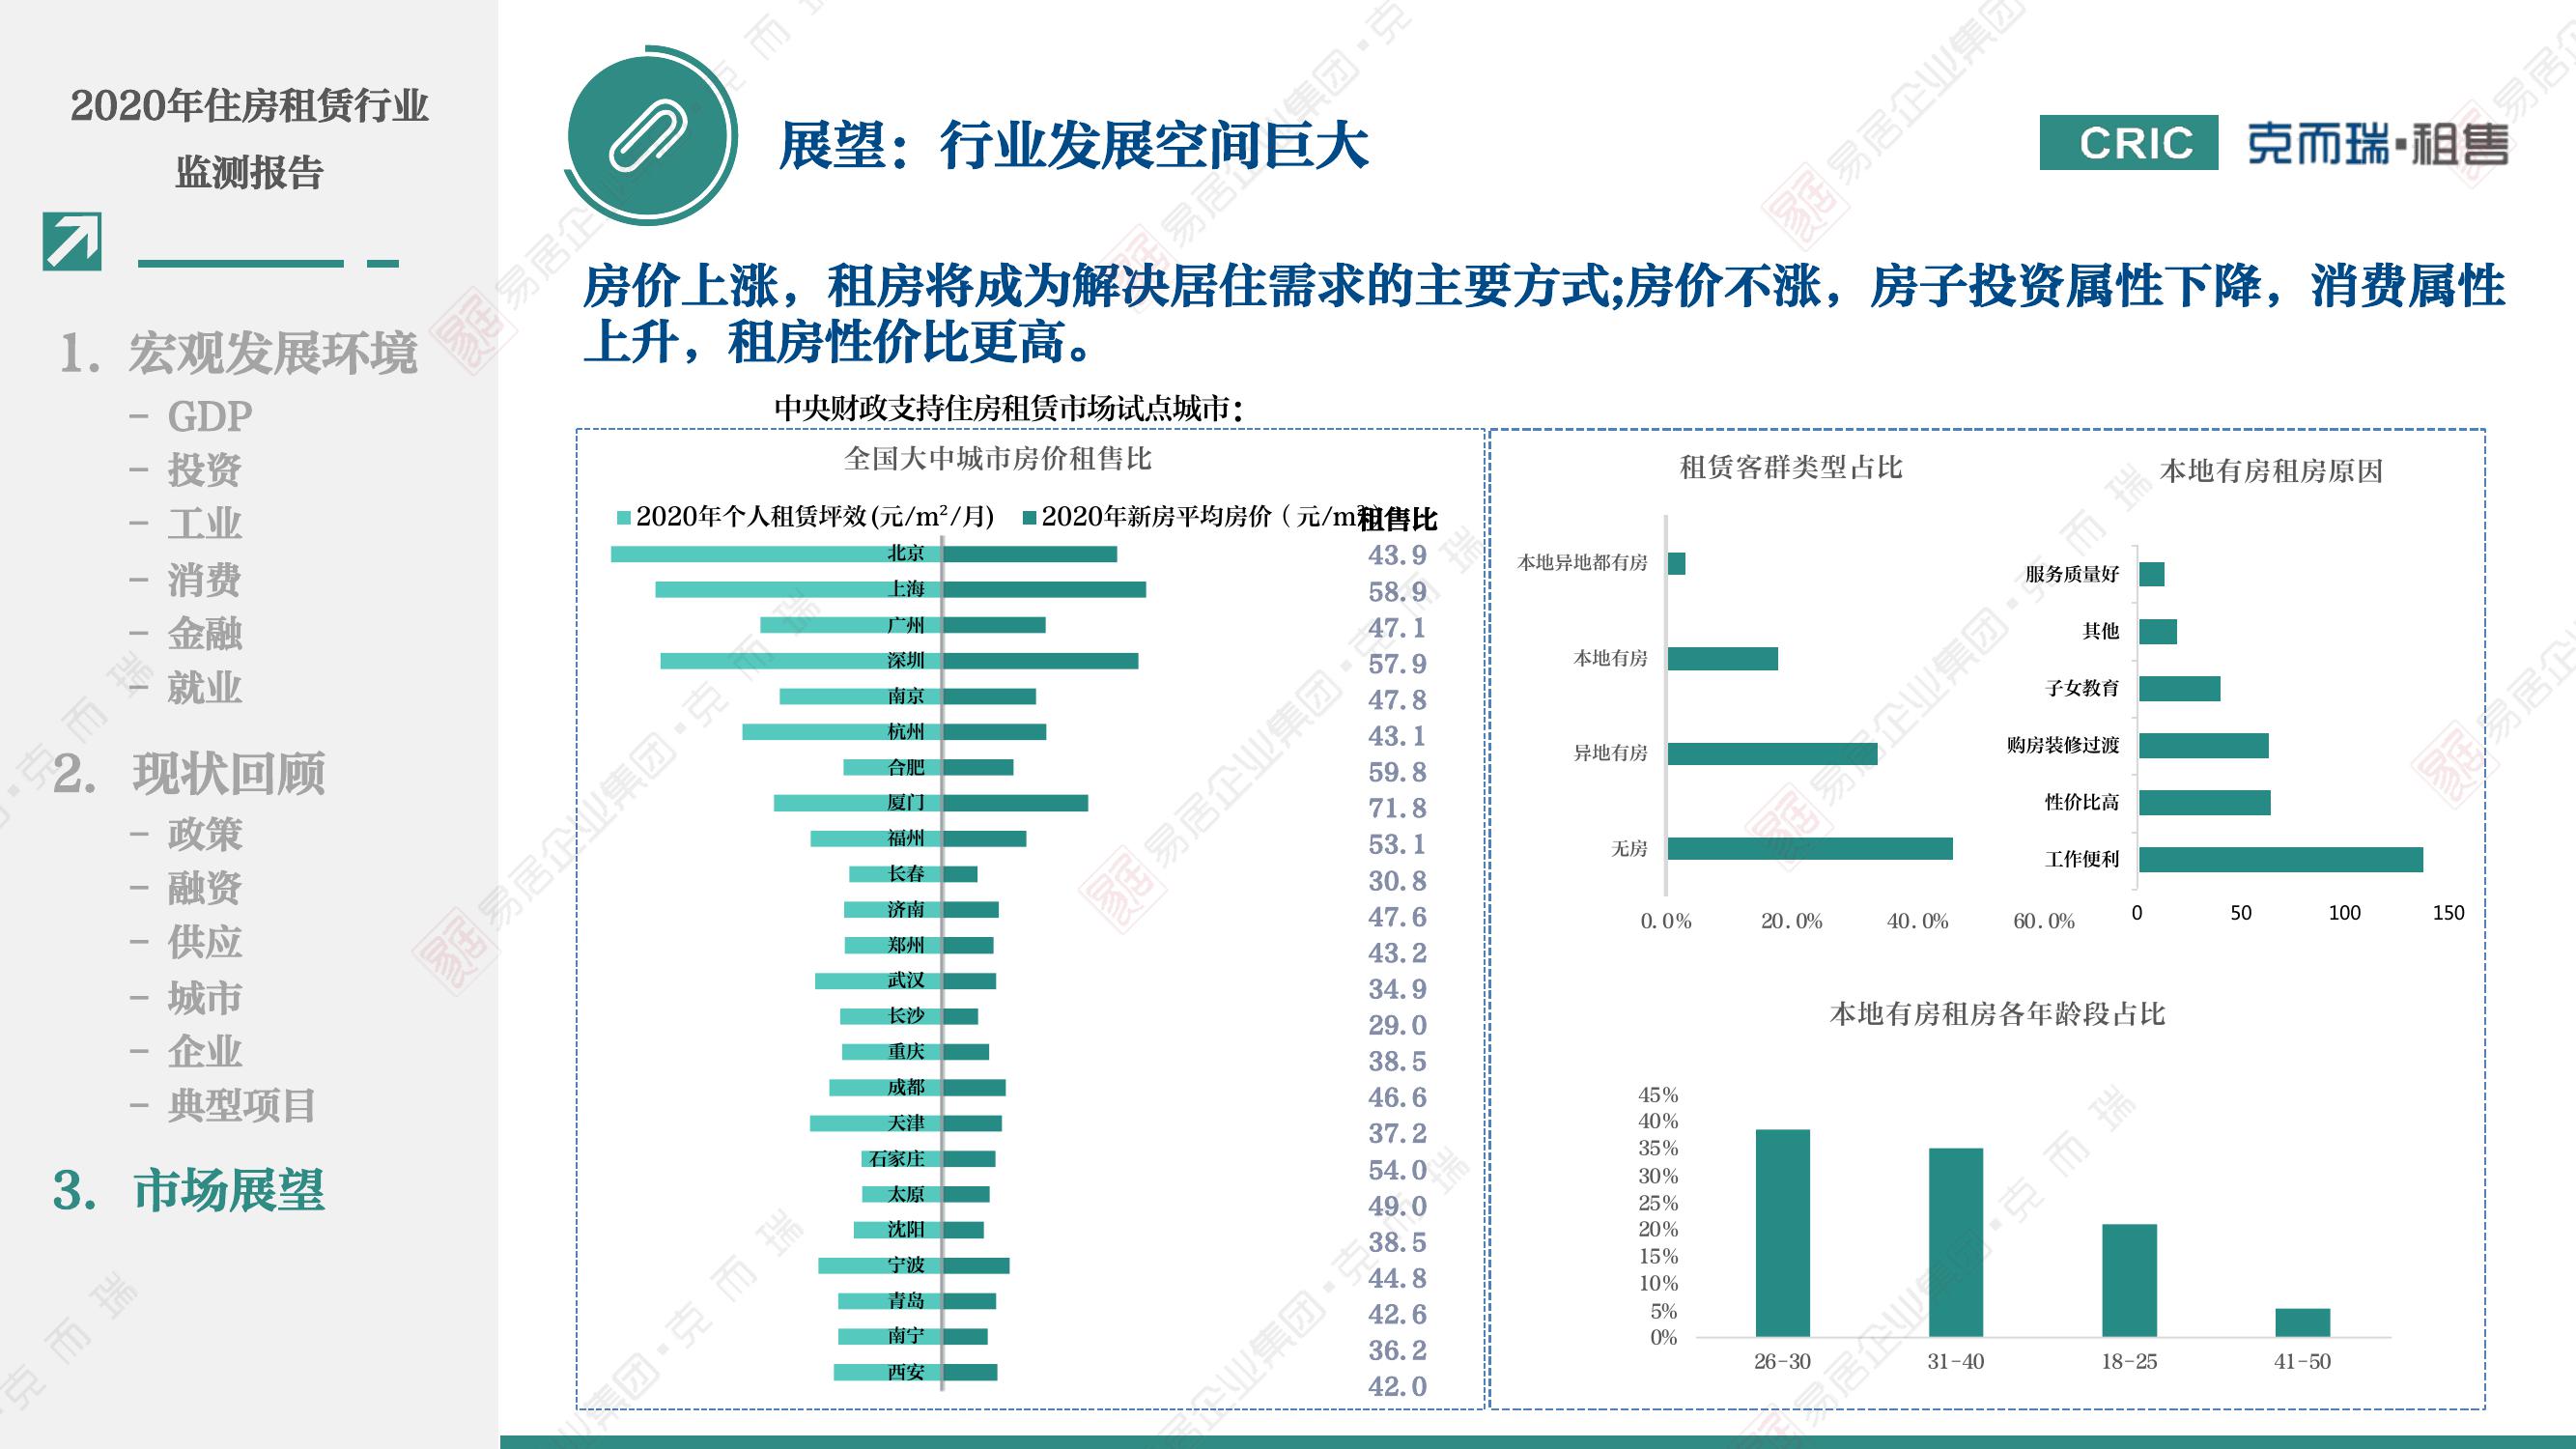 2020年住房租赁行业
监测报告
1. 宏观发展环境
– GDP
– 投资
– 工业
– 消费
– 金融
– 就业
2. 现状回顾
– 政策
– 融资
– 供应
– 城市
– 企业
– 典型项目
3. 市场展望
展望：行业发展空间巨大
CRIC 克而瑞·租售
房价上涨，租房将成为解决居住需求的主要方式;房价不涨，房子投资属性下降，消费属性
上升，租房性价比更高。
中央财政支持住房租赁市场试点城市：
全国大中城市房价租售比
2020年个人租赁坪效(元/m²/月) 2020年新房平均房价（元/m² 租售比
北京 43.9
上海 58.9
广州 47.1
深圳 57.9
南京 47.8
杭州 43.1
合肥 59.8
厦门 71.8
福州 53.1
长春 30.8
济南 47.6
郑州 43.2
武汉 34.9
长沙 29.0
重庆 38.5
成都 46.6
天津 37.2
石家庄 54.0
太原 49.0
沈阳 38.5
宁波 44.8
青岛 42.6
南宁 36.2
西安 42.0
租赁客群类型占比
本地异地都有房
本地有房
异地有房
无房
0.0% 20.0% 40.0% 60.0%
本地有房租房原因
服务质量好
其他
子女教育
购房装修过渡
性价比高
工作便利
0 50 100 150
本地有房租房各年龄段占比
45%
40%
35%
30%
25%
20%
15%
10%
5%
0%
26-30 31-40 18-25 41-50
易居企业集团·克而瑞